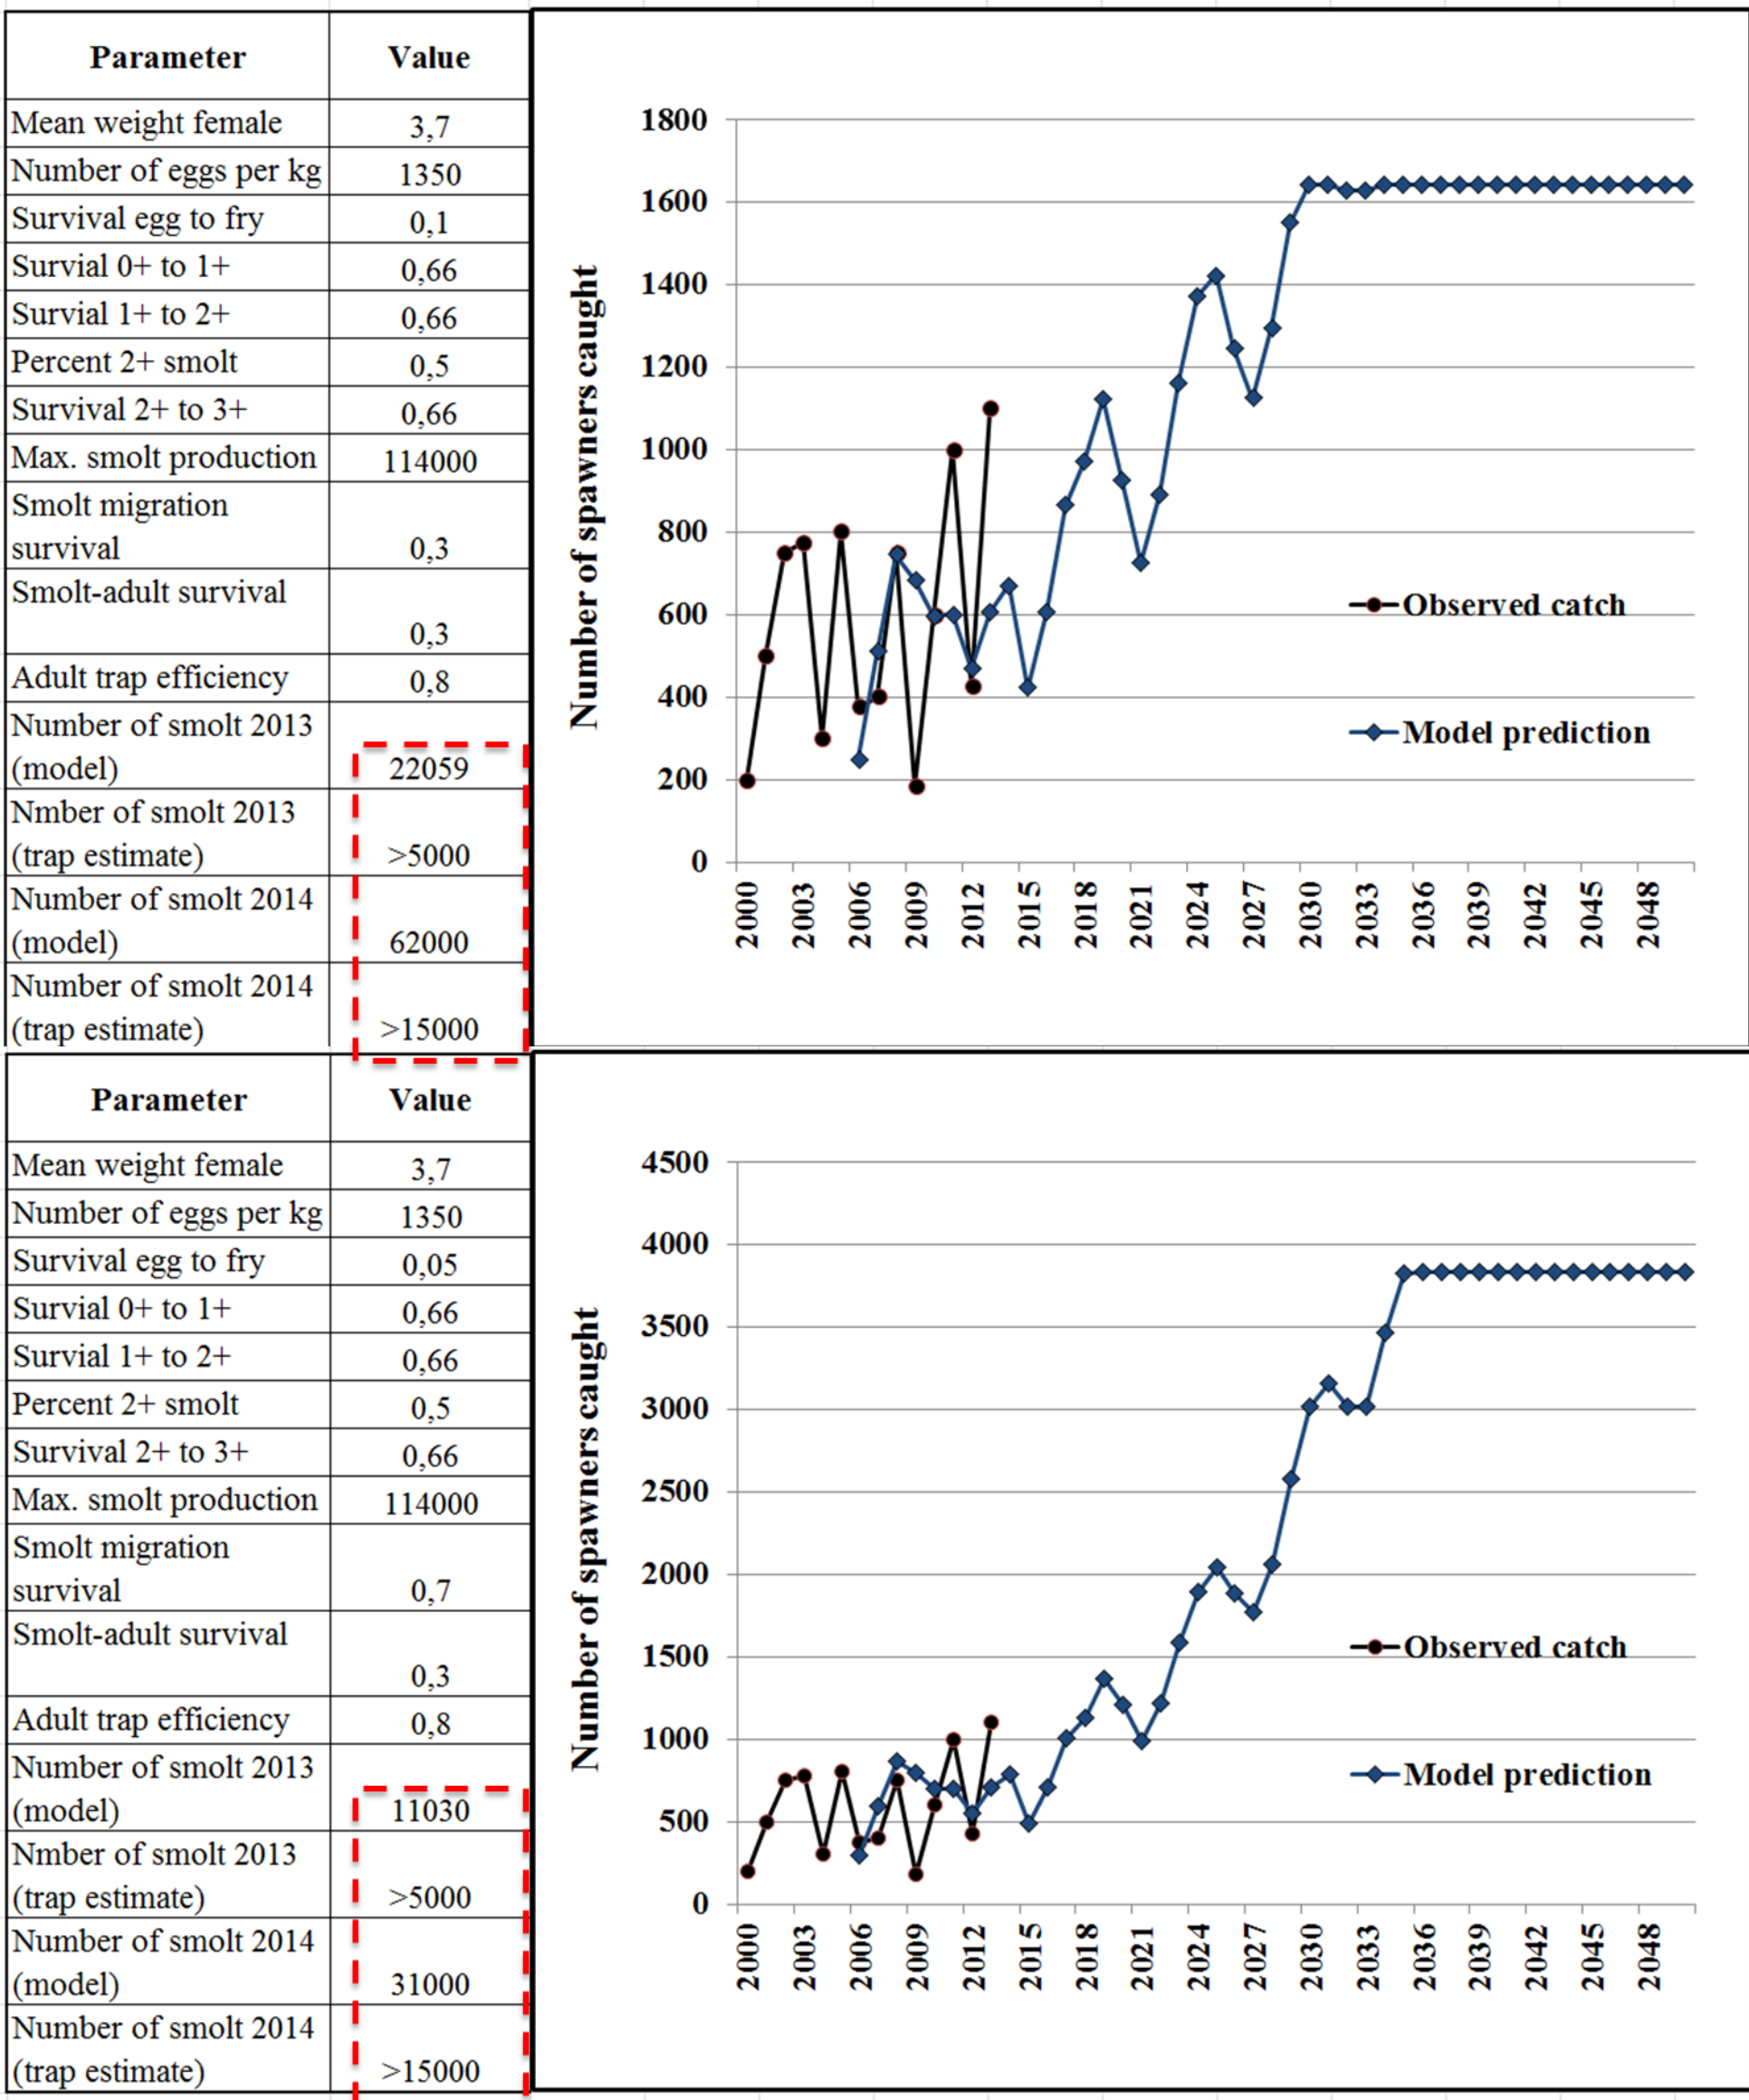 Parameter Value
Mean weight female 3,7
Number of eggs per kg 1350
Survival egg to fry 0,1
Survial 0+ to 1+ 0,66
Survial 1+ to 2+ 0,66
Percent 2+ smolt 0,5
Survival 2+ to 3+ 0,66
Max. smolt production 114000
Smolt migration
survival 0,3
Smolt-adult survival
0,3
Adult trap efficiency 0,8
Number of smolt 2013
(model) 22059
Nmber of smolt 2013
(trap estimate) >5000
Number of smolt 2014
(model) 62000
Number of smolt 2014
(trap estimate) >15000
Number of spawners caught
1800
1600
1400
1200
1000
800
600
400
200
0
2000 2003 2006 2009 2012 2015 2018 2021 2024 2027 2030 2033 2036 2039 2042 2045 2048
Observed catch
Model prediction
Parameter Value
Mean weight female 3,7
Number of eggs per kg 1350
Survival egg to fry 0,05
Survial 0+ to 1+ 0,66
Survial 1+ to 2+ 0,66
Percent 2+ smolt 0,5
Survival 2+ to 3+ 0,66
Max. smolt production 114000
Smolt migration
survival 0,7
Smolt-adult survival
0,3
Adult trap efficiency 0,8
Number of smolt 2013
(model) 11030
Nmber of smolt 2013
(trap estimate) >5000
Number of smolt 2014
(model) 31000
Number of smolt 2014
(trap estimate) >15000
Number of spawners caught
4500
4000
3500
3000
2500
2000
1500
1000
500
0
2000 2003 2006 2009 2012 2015 2018 2021 2024 2027 2030 2033 2036 2039 2042 2045 2048
Observed catch
Model prediction